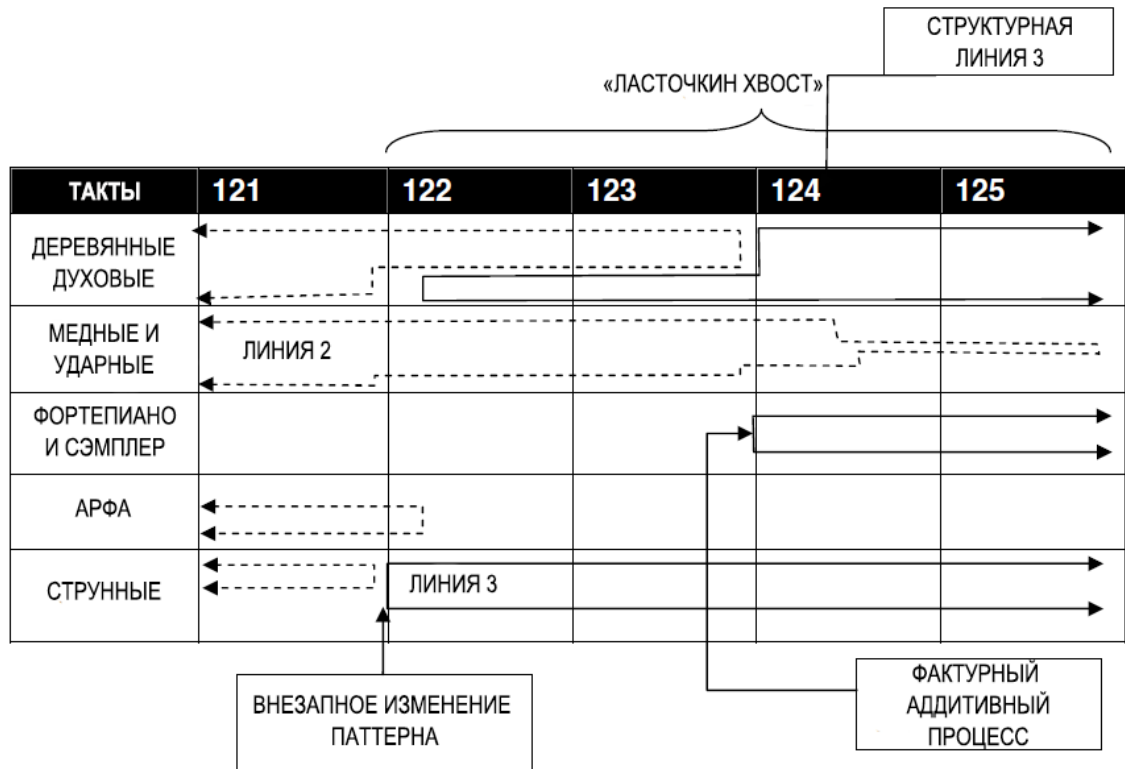 СТРУКТУРНАЯ
ЛИНИЯ 3
«ЛАСТОЧКИН ХВОСТ»
ТАКТЫ 121 122 123 124 125
ДЕРЕВЯННЫЕ
ДУХОВЫЕ
МЕДНЫЕ И
УДАРНЫЕ
ЛИНИЯ 2
ФОРТЕПИАНО
И СЭМПЛЕР
АРФА
СТРУННЫЕ
ЛИНИЯ 3
ВНЕЗАПНОЕ ИЗМЕНЕНИЕ
ПАТТЕРНА
ФАКТУРНЫЙ
АДДИТИВНЫЙ
ПРОЦЕСС